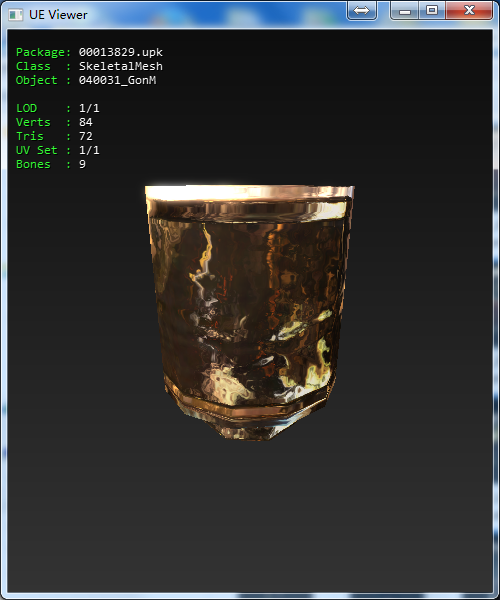 UE Viewer
Package: 00013829.upk
Class : SkeletalMesh
Object : 040031_GonM
LOD : 1/1
Verts : 84
Tris : 72
UV Set : 1/1
Bones : 9